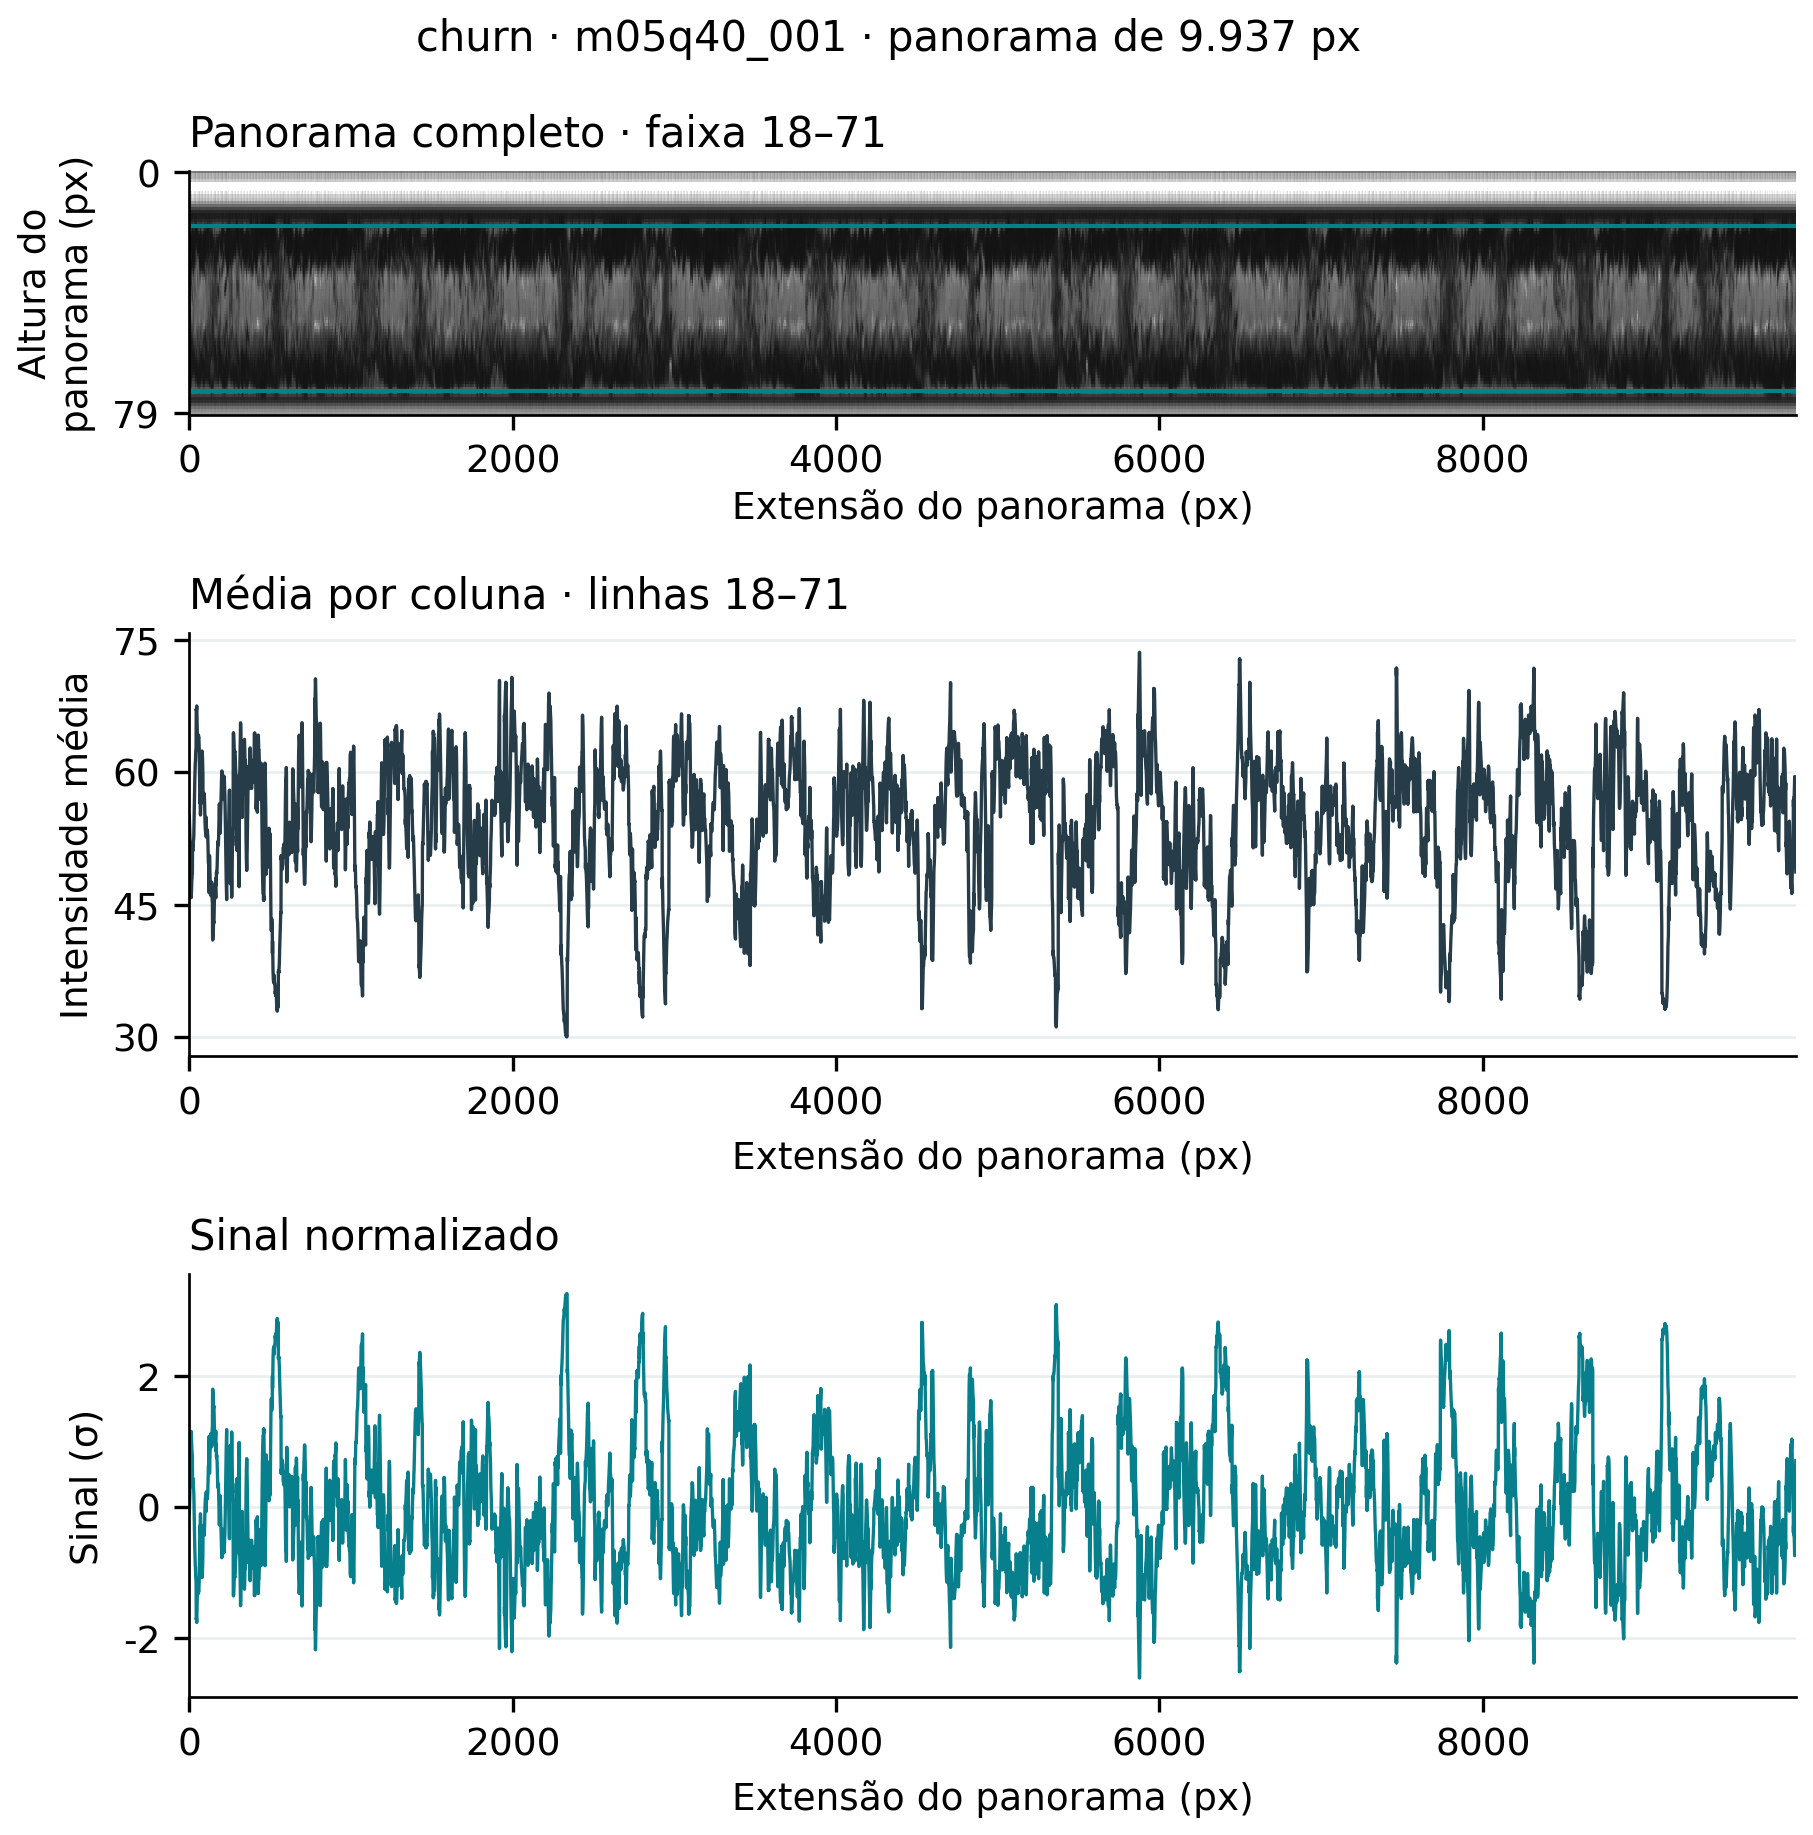 churn · m05q40_001 · panorama de 9.937 px
Panorama completo · faixa 18–71
Altura do
panorama (px)
0
79
0 2000 4000 6000 8000
Extensão do panorama (px)
Média por coluna · linhas 18–71
Intensidade média
75
60
45
30
0 2000 4000 6000 8000
Extensão do panorama (px)
Sinal normalizado
Sinal (σ)
2
0
-2
0 2000 4000 6000 8000
Extensão do panorama (px)